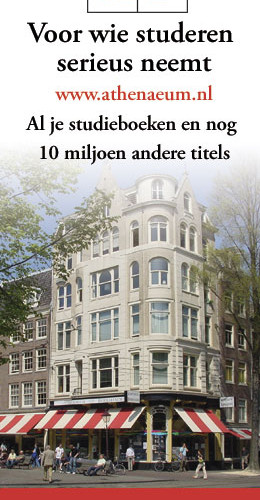 Voor wie studeren
serieus neemt
www.athenaeum.nl
Al je studieboeken en nog
10 miljoen andere titels